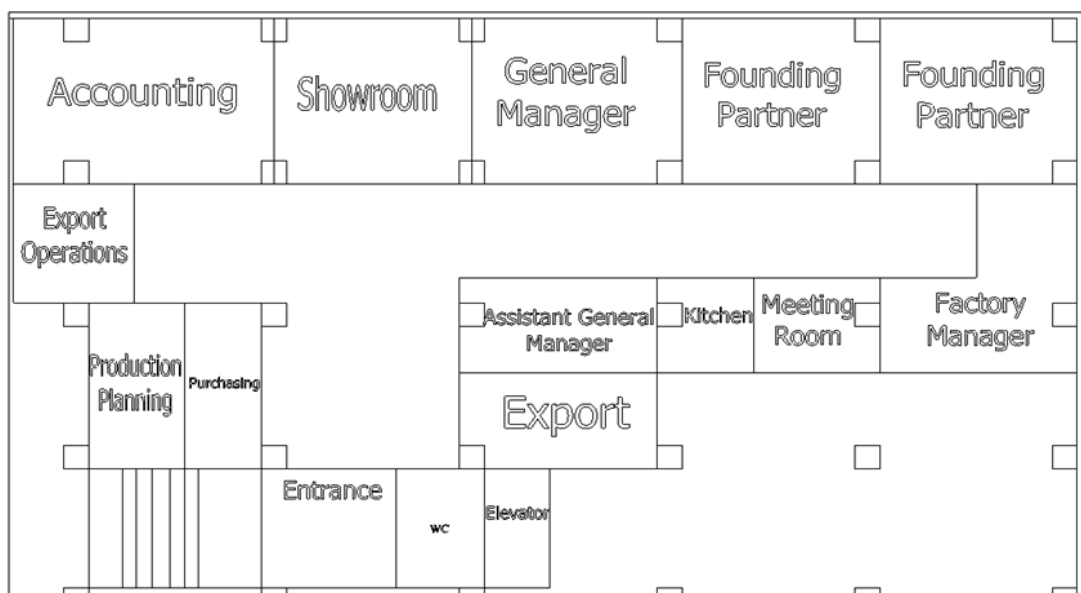 Accounting
Showroom
General
Manager
Founding
Partner
Founding
Partner
Export
Operations
Assistant General
Manager
Kitchen
Meeting
Room
Factory
Manager
Production
Planning
Purchasing
Export
Entrance
WC
Elevator